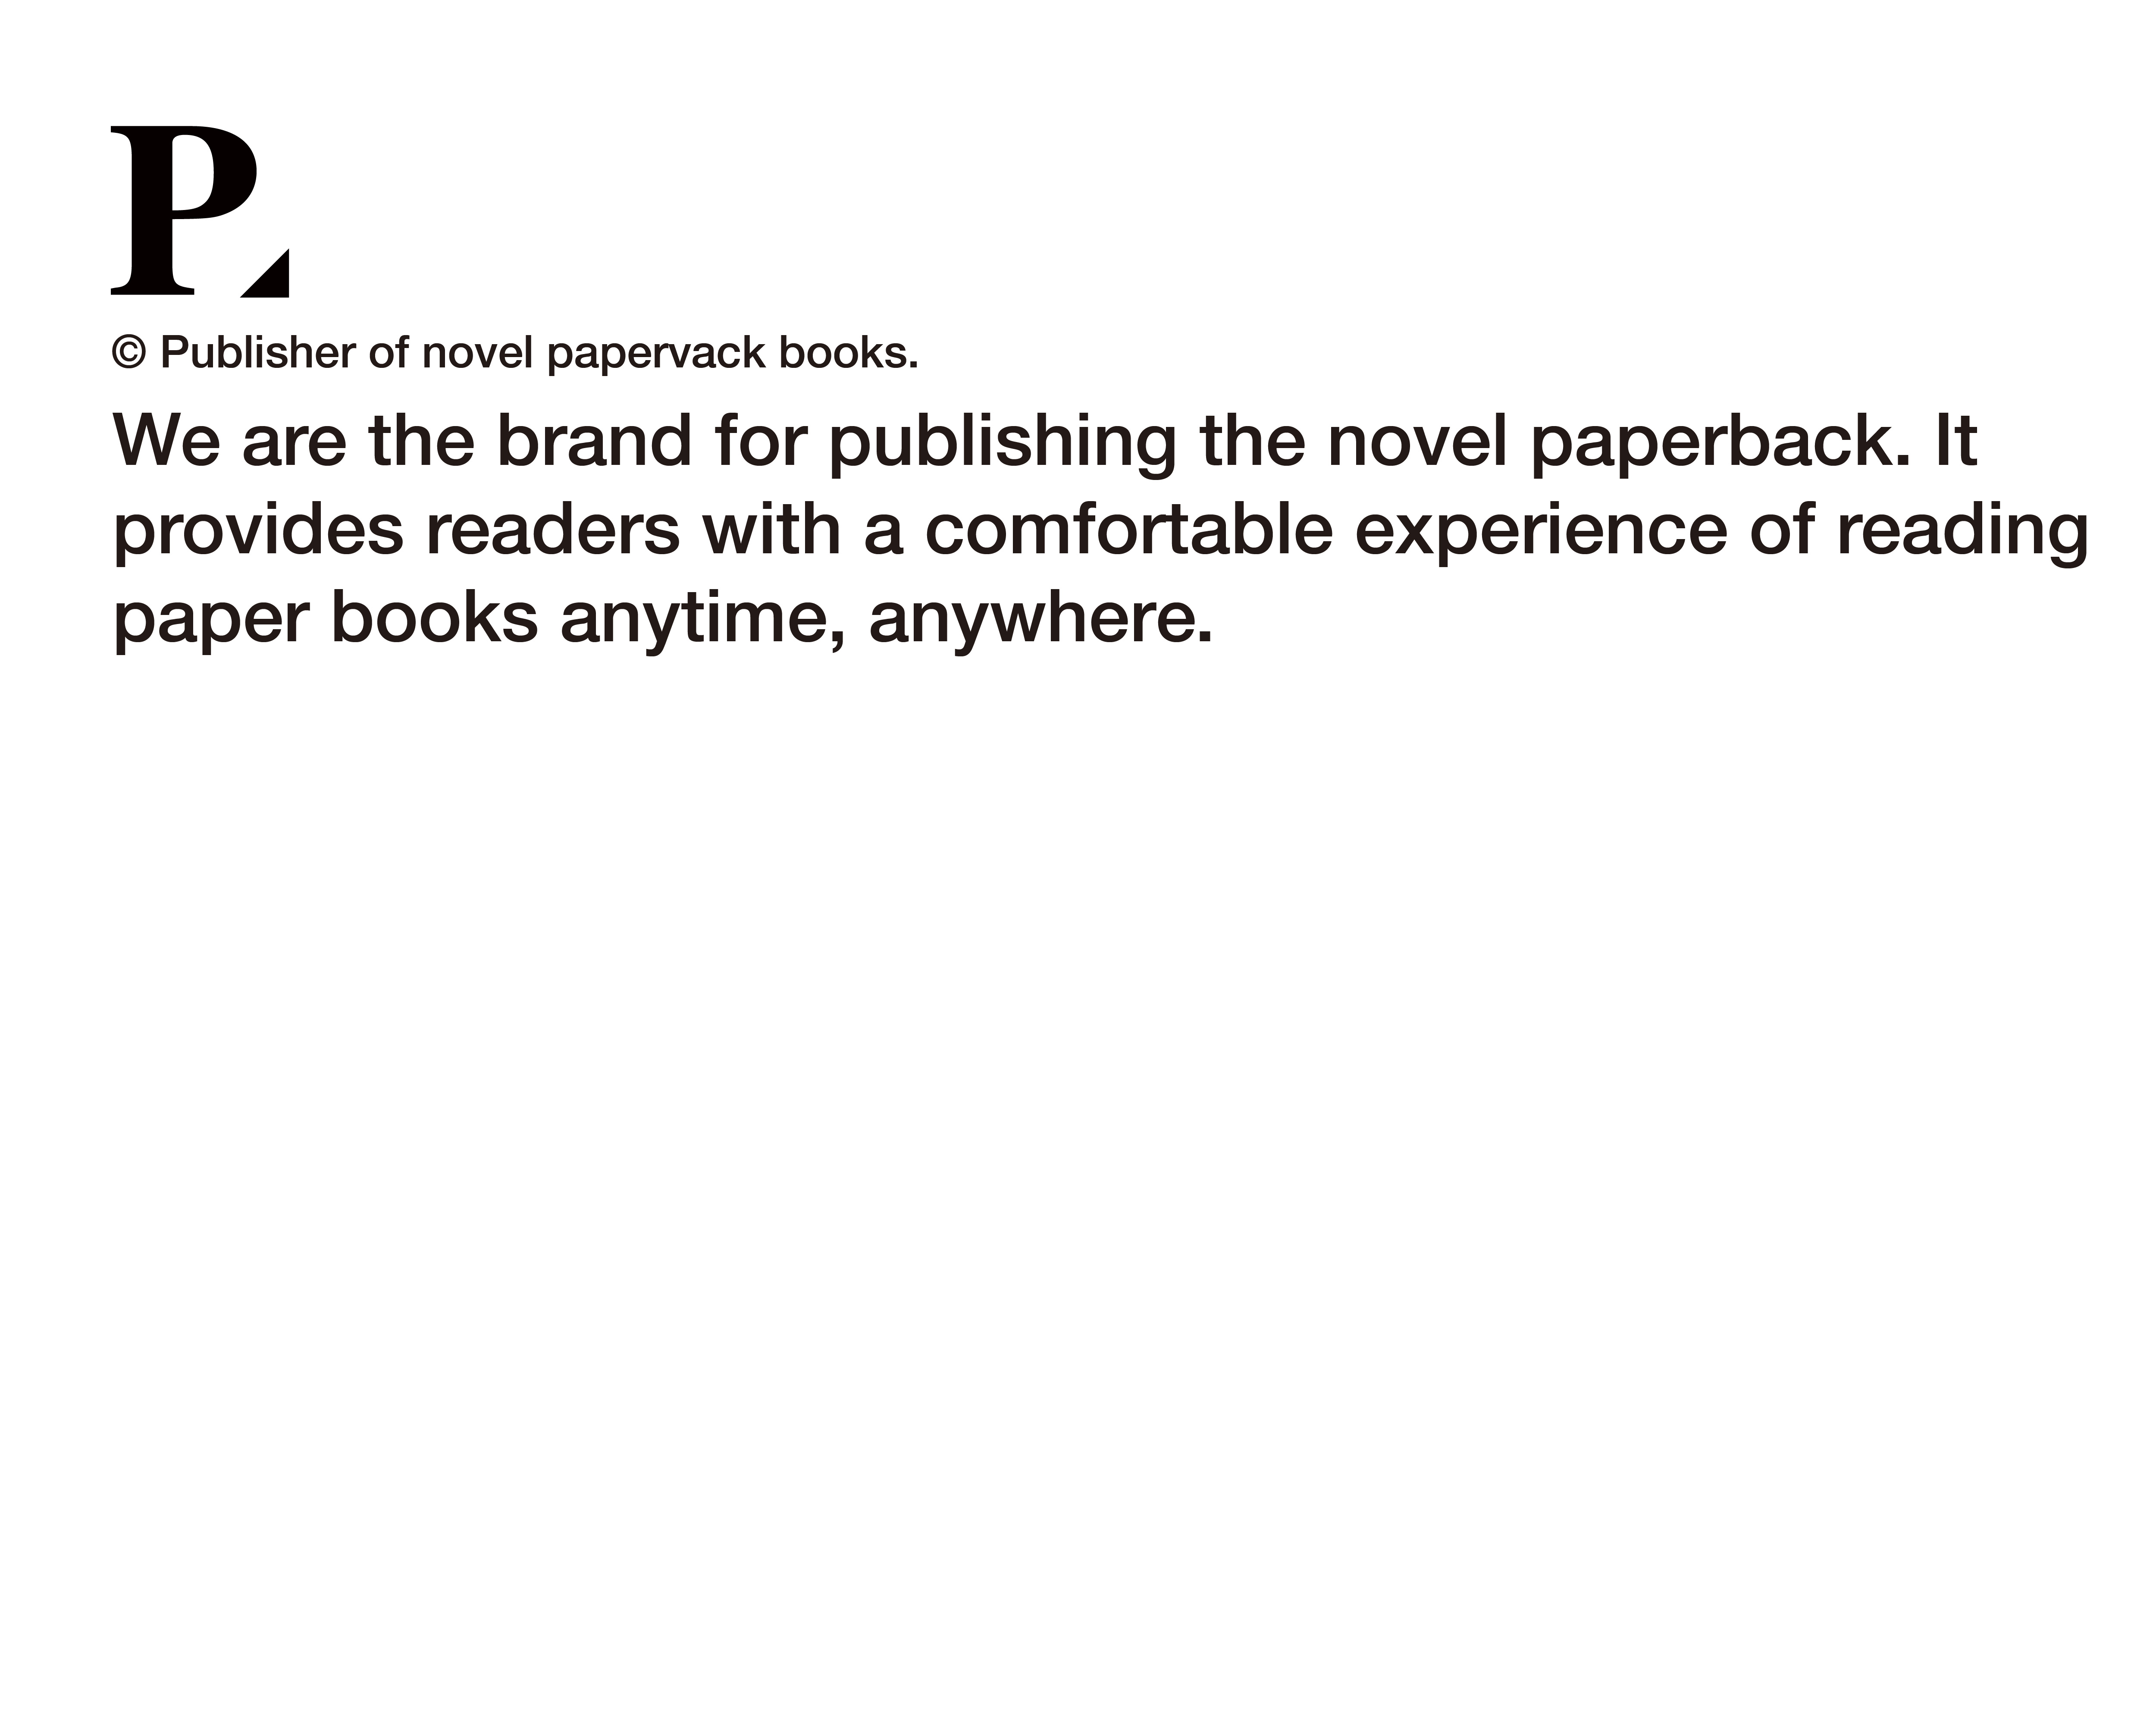 P
© Publisher of novel papervack books.
We are the brand for publishing the novel paperback. It
provides readers with a comfortable experience of reading
paper books anytime, anywhere.